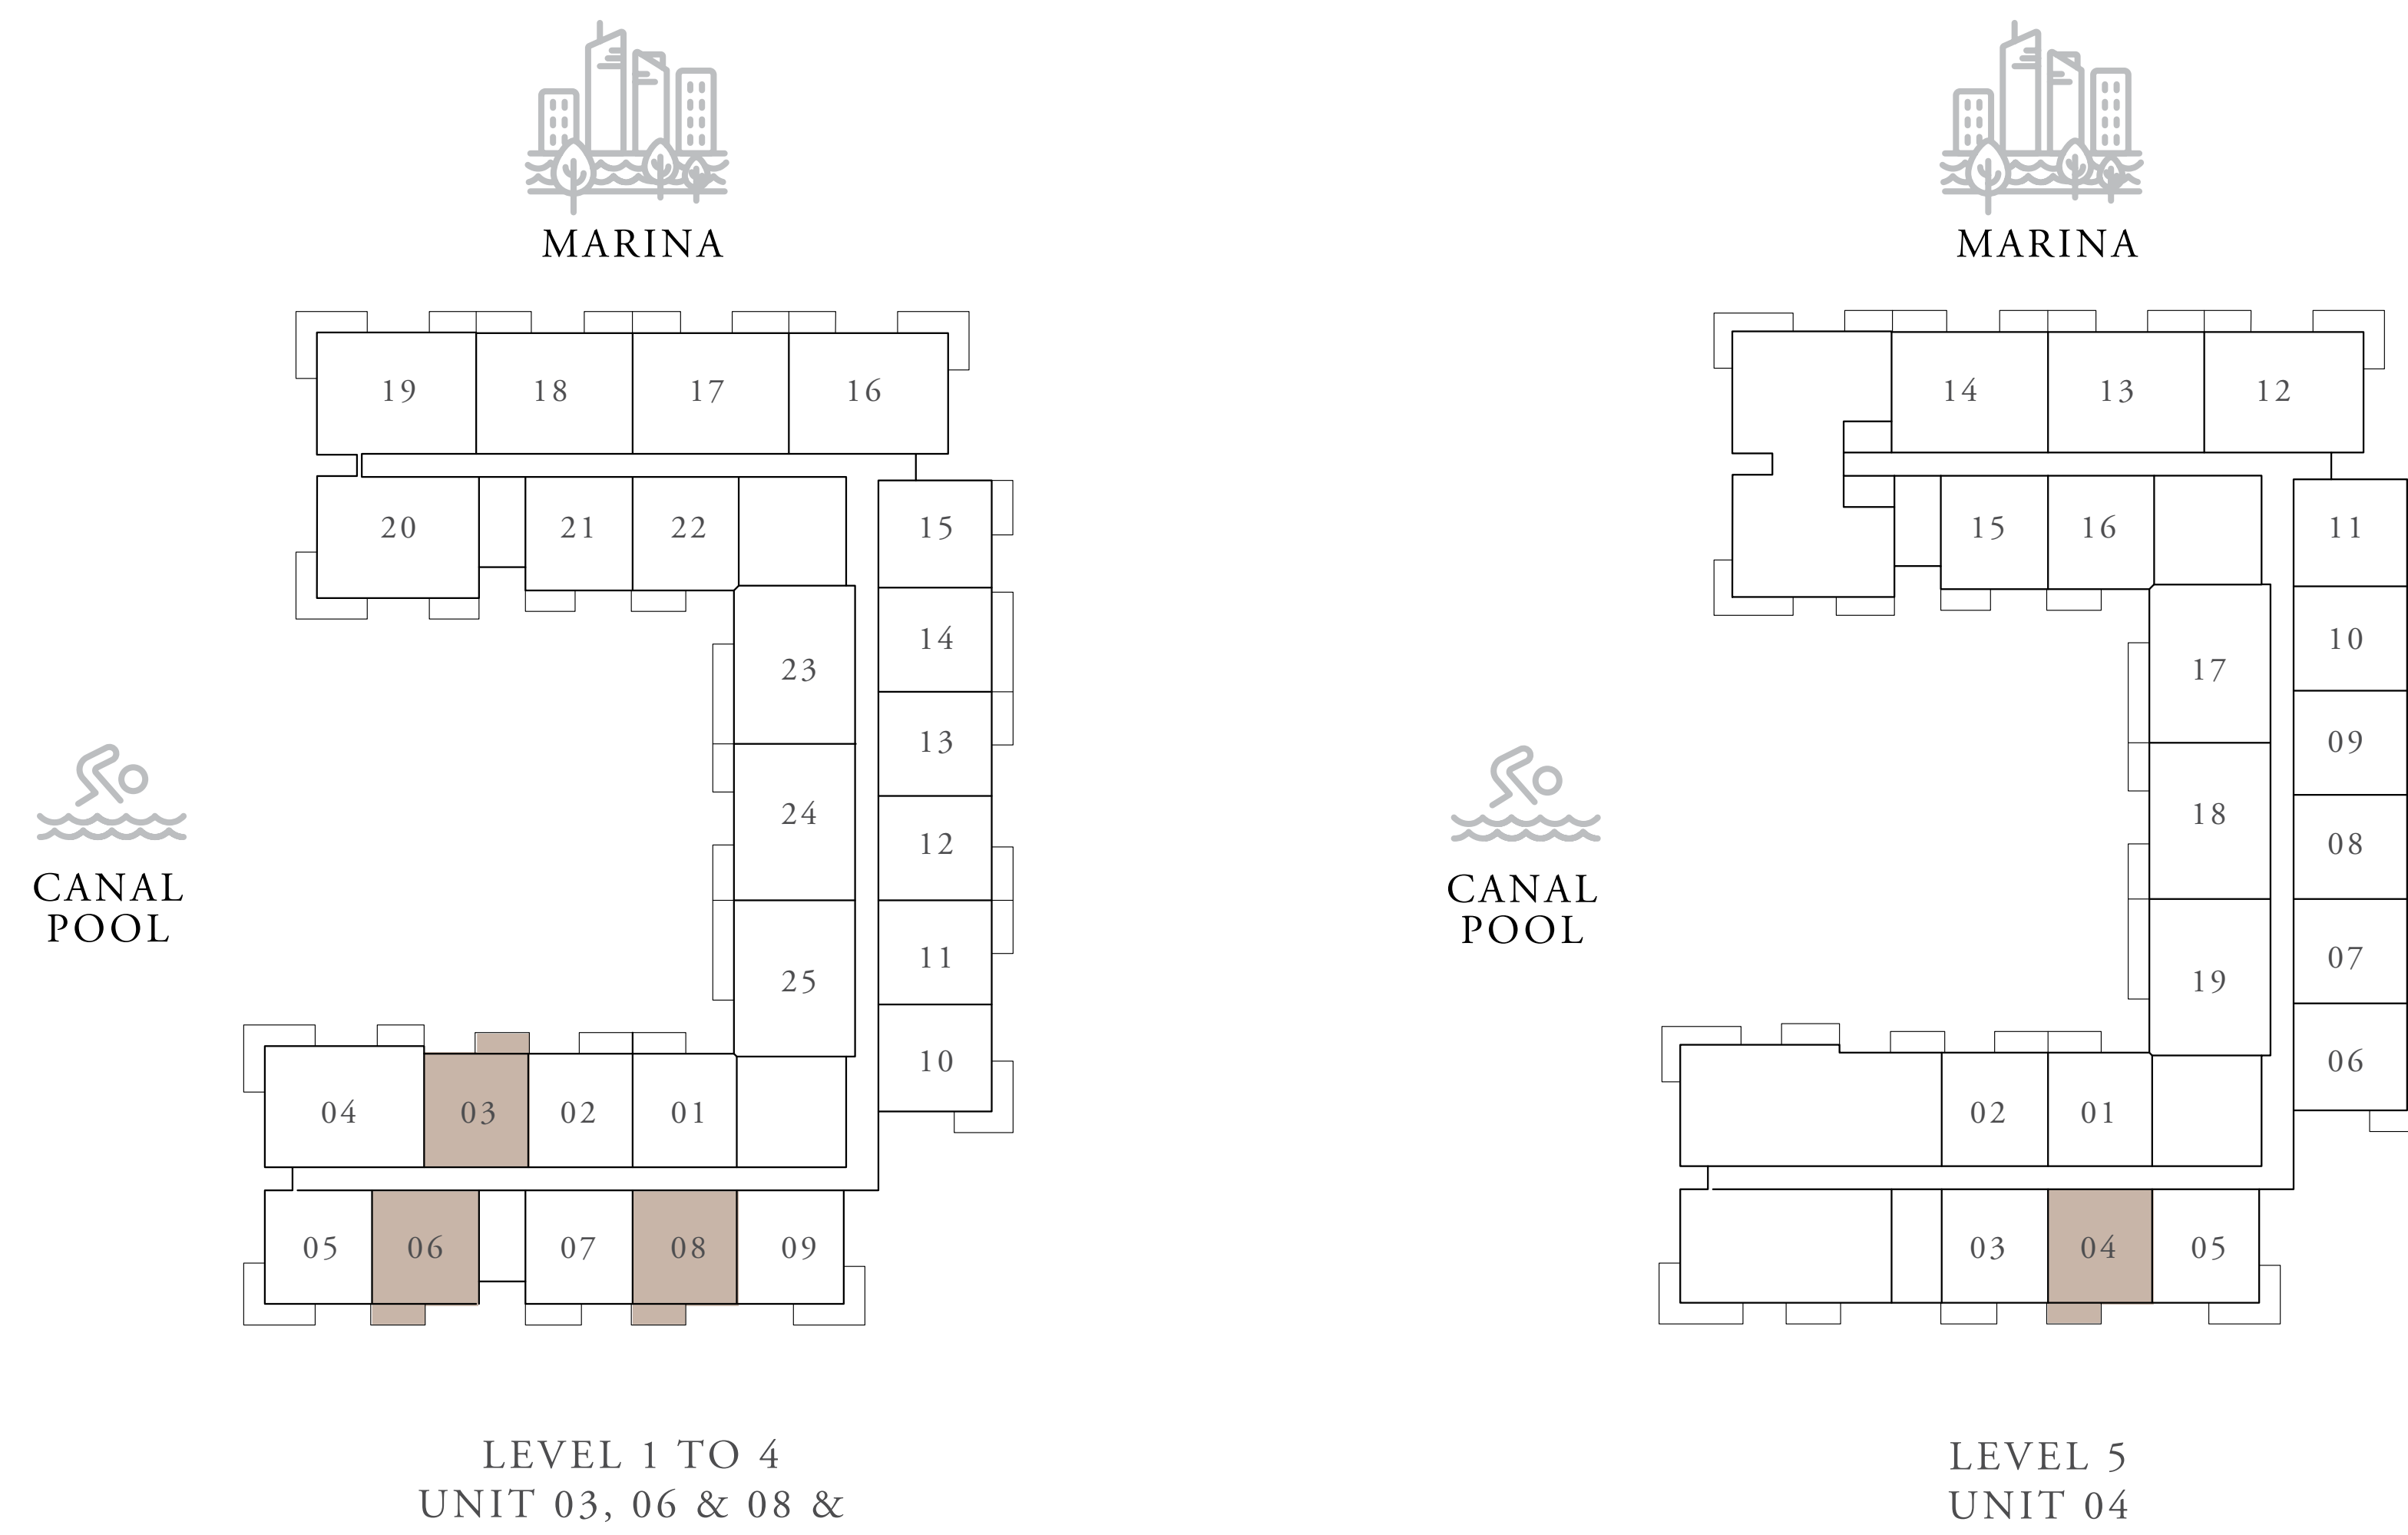 MARINA
19 18 17 16
20 21 22 15
23 14
13
24 12
25 11
10
CANAL
POOL
04 03 02 01
05 06 07 08 09
LEVEL 1 TO 4
UNIT 03, 06 & 08 &
MARINA
14 13 12
15 16 11
17 10
09
18 08
19 07
06
CANAL
POOL
02 01
03 04 05
LEVEL 5
UNIT 04